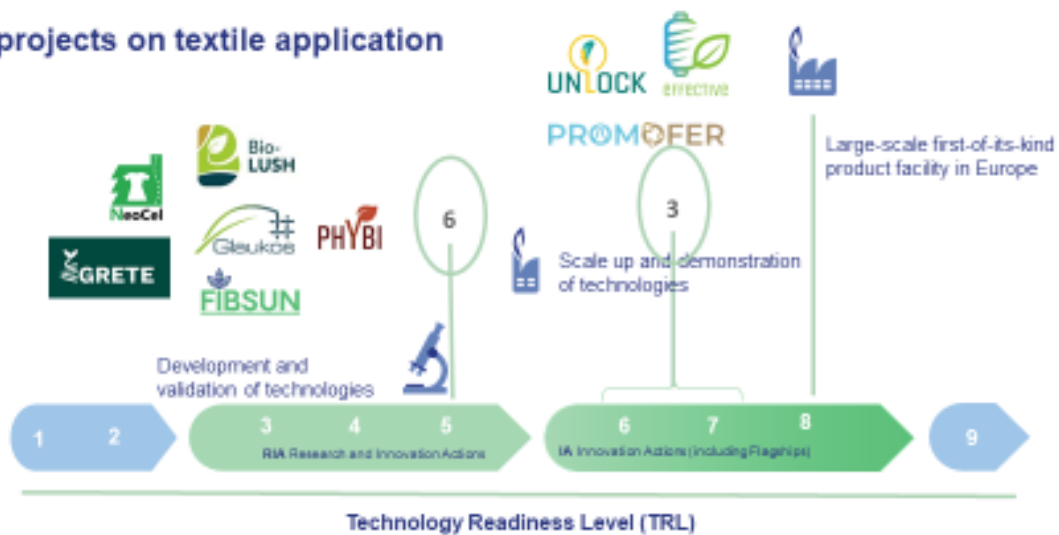 projects on textile application
UNLOCK
effective
PROMOFER
Bio-
LUSH
NeoCel
Glaukos
PHYBI
GRETE
FIBSUN
6
3
Large-scale first-of-its-kind
product facility in Europe
Scale up and demonstration
of technologies
Development and
validation of technologies
1 2 3 4 5 6 7 8 9
RIA Research and Innovation Actions
IA Innovation Actions (including Flagships)
Technology Readiness Level (TRL)